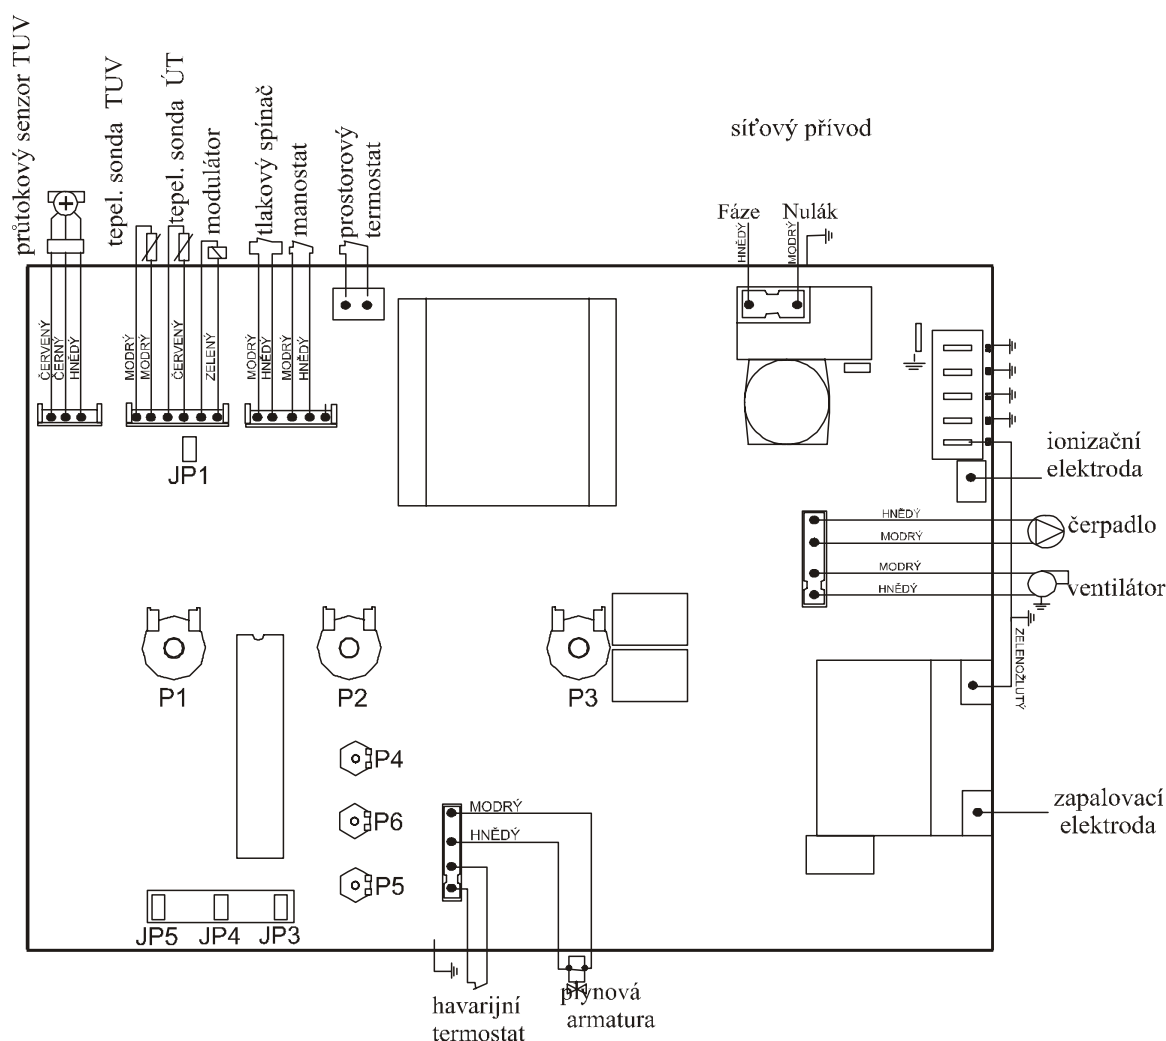 průtokový senzor TUV
tepel. sonda TUV
tepel. sonda ÚT
modulátor
tlakový spínač
manostat
prostorový
termostat
síťový přívod
Fáze
Nulák
HNĚDÝ
MODRÝ
ČERVENÝ
ČERNÝ
HNĚDÝ
MODRÝ
MODRÝ
ČERVENÝ
ZELENÝ
MODRÝ
HNĚDÝ
MODRÝ
HNĚDÝ
JP1
ionizační
elektroda
HNĚDÝ
čerpadlo
MODRÝ
MODRÝ
ventilátor
HNĚDÝ
ZELENOŽLUTÝ
P1
P2
P3
P4
P6
P5
MODRÝ
HNĚDÝ
zapalovací
elektroda
JP5
JP4
JP3
havarijní
termostat
plynová
armatura